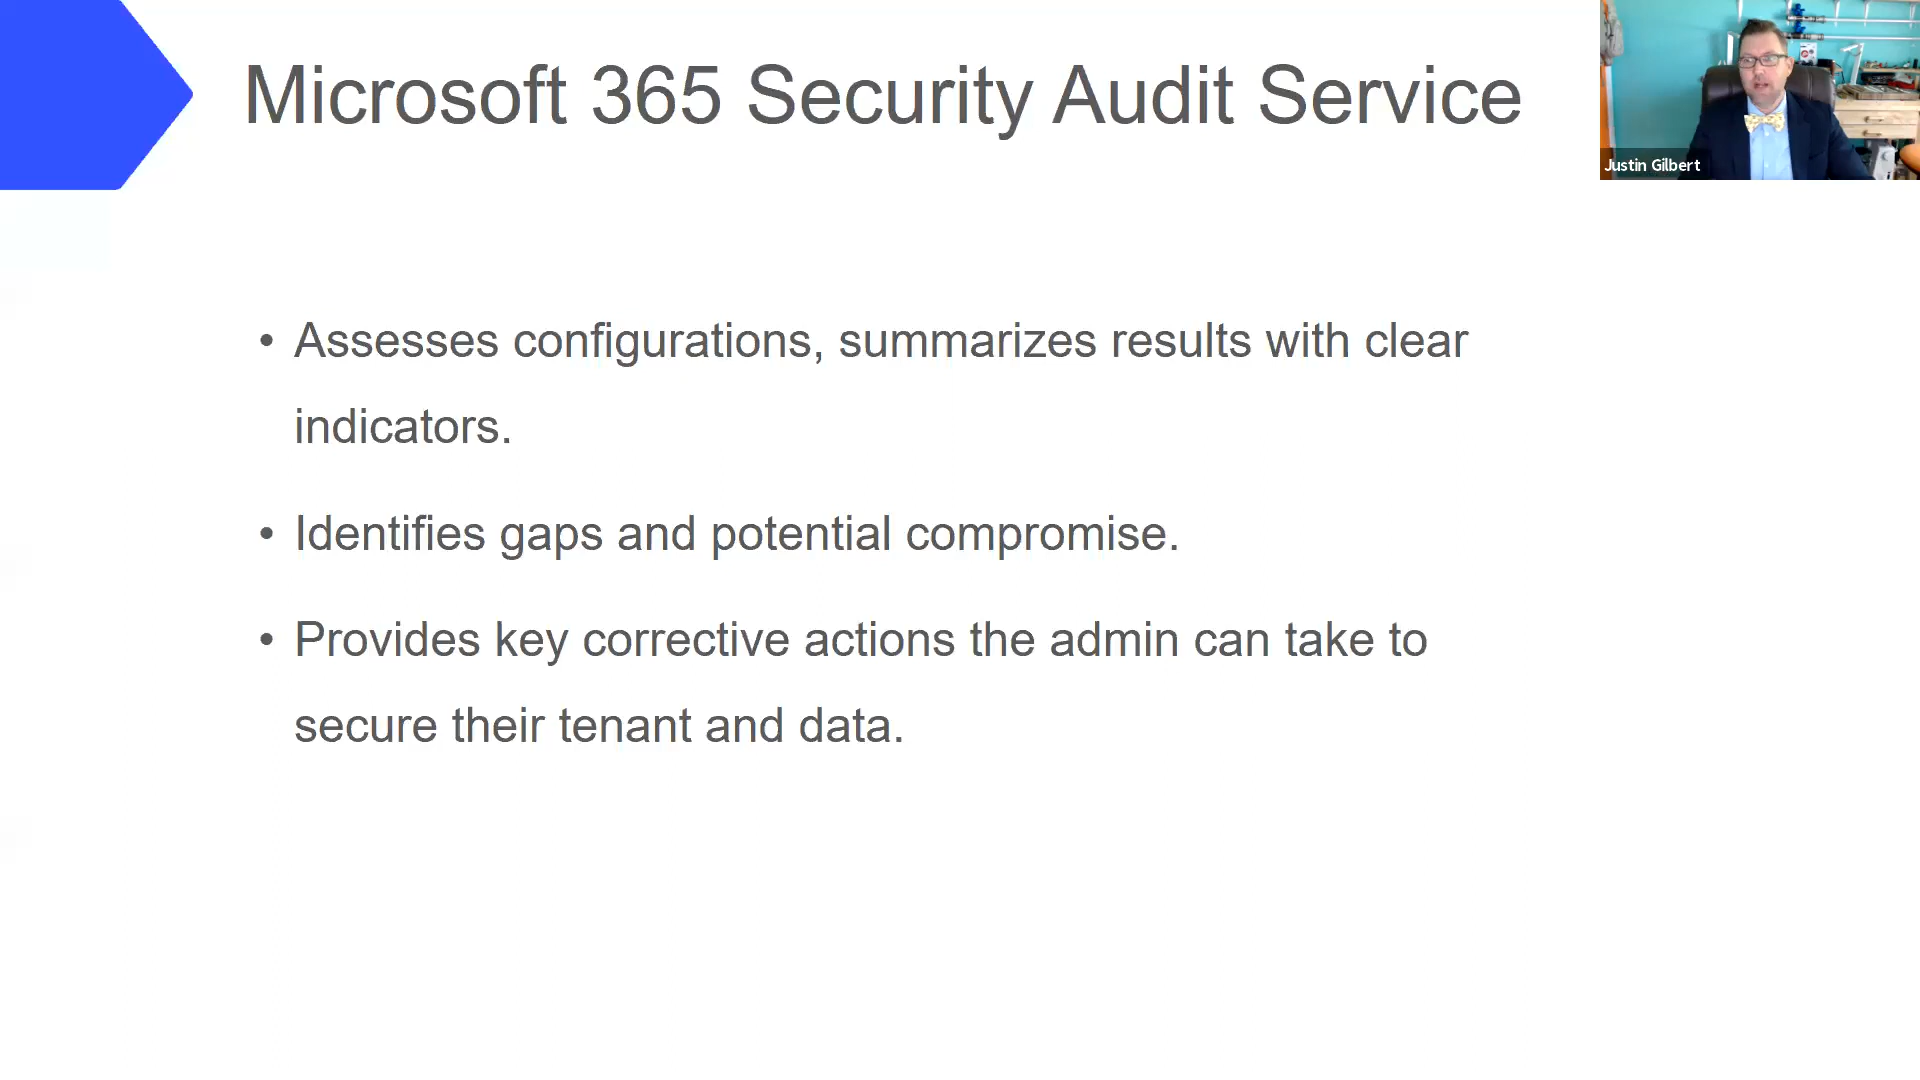 Microsoft 365 Security Audit Service
Justin Gilbert
• Assesses configurations, summarizes results with clear
indicators.
• Identifies gaps and potential compromise.
• Provides key corrective actions the admin can take to
secure their tenant and data.